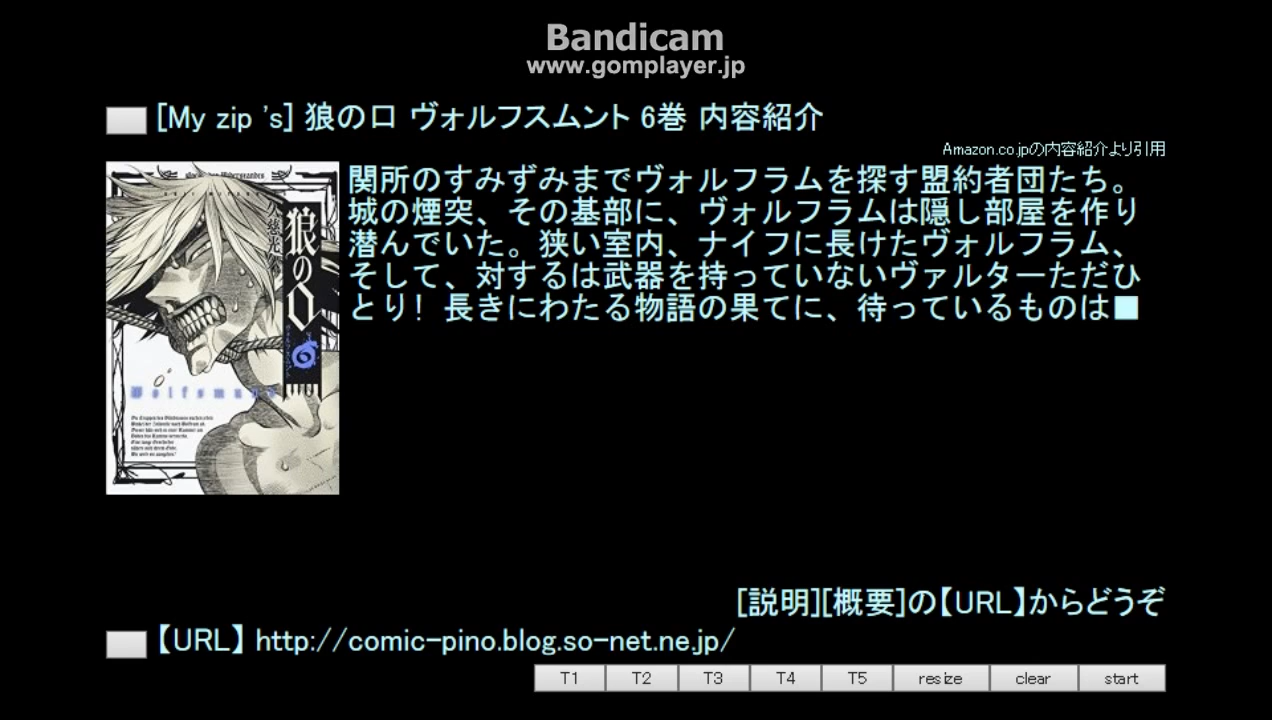 Bandicam
www.gomplayer.jp
[My zip 's] 狼の口 ヴォルフスムント 6巻 内容紹介
Amazon.co.jpの内容紹介より引用
関所のすみずみまでヴォルフラムを探す盟約者団たち。
城の煙突、その基部に、ヴォルフラムは隠し部屋を作り
潜んでいた。狭い室内、ナイフに長けたヴォルフラム、
そして、対するは武器を持っていないヴァルターただひ
とり! 長きにわたる物語の果てに、待っているものは■
狼の口
6
Wolfsmund
[説明][概要]の【URL】からどうぞ
【URL】 http://comic-pino.blog.so-net.ne.jp/
T1 T2 T3 T4 T5 resize clear start